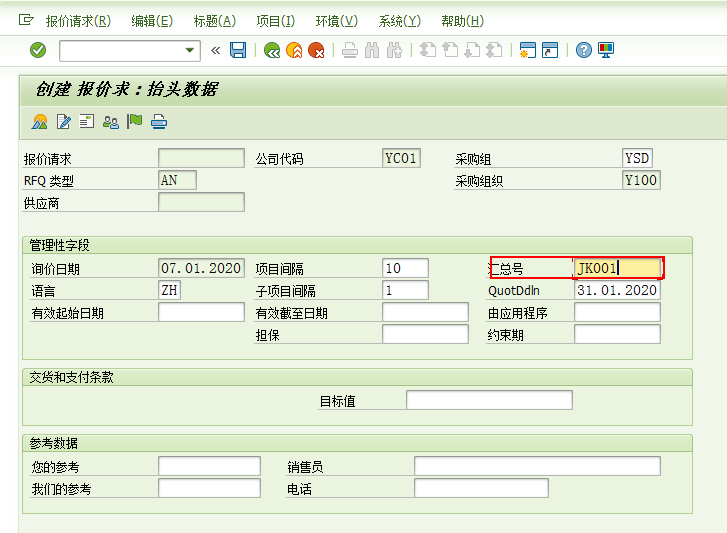 报价请求(R) 编辑(E) 标题(A) 项目(I) 环境(V) 系统(Y) 帮助(H)
创建 报价求：抬头数据
报价请求 公司代码 YC01 采购组 YSD
RFQ 类型 AN 采购组织 Y100
供应商
管理性字段
询价日期 07.01.2020 项目间隔 10 汇总号 JK001
语言 ZH 子项目间隔 1 QuotDdln 31.01.2020
有效起始日期 有效截至日期 由应用程序
担保 约束期
交货和支付条款
目标值
参考数据
您的参考 销售员
我们的参考 电话